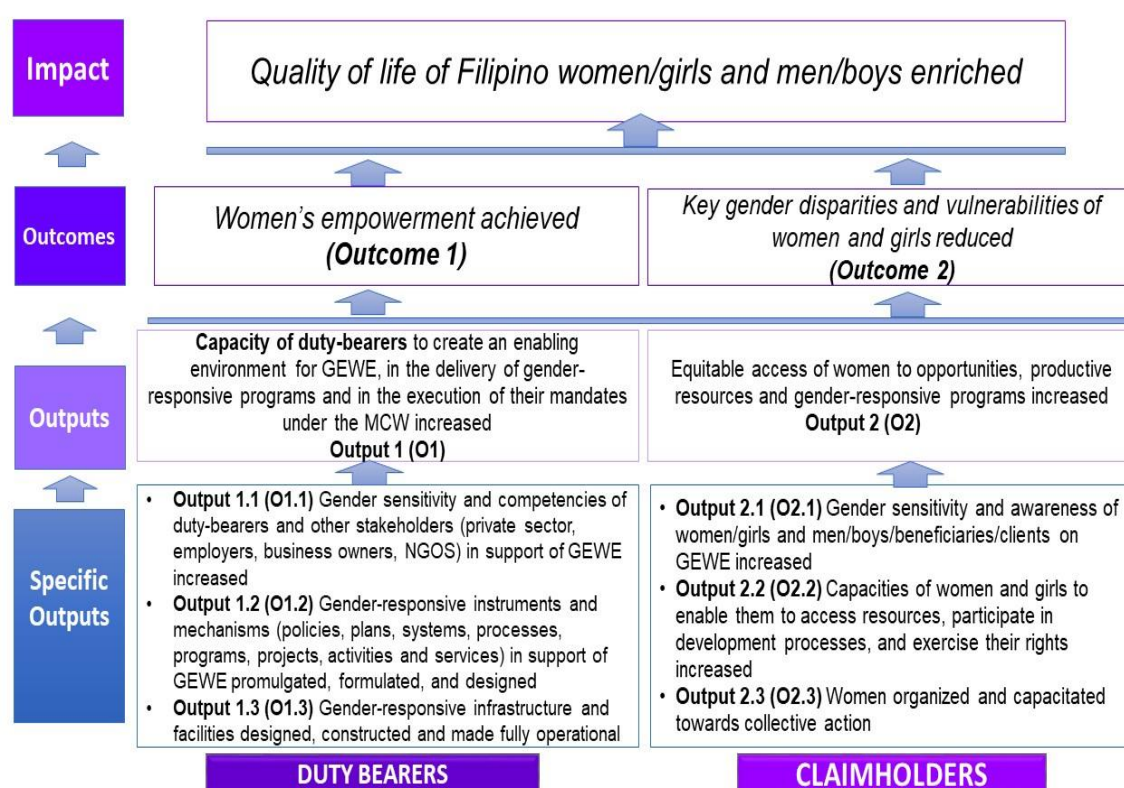 Impact
Quality of life of Filipino women/girls and men/boys enriched
Outcomes
Women's empowerment achieved
(Outcome 1)
Key gender disparities and vulnerabilities of
women and girls reduced
(Outcome 2)
Outputs
Capacity of duty-bearers to create an enabling
environment for GEWE, in the delivery of gender-
responsive programs and in the execution of their mandates
under the MCW increased
Output 1 (O1)
Equitable access of women to opportunities, productive
resources and gender-responsive programs increased
Output 2 (O2)
Specific
Outputs
• Output 1.1 (O1.1) Gender sensitivity and competencies of
duty-bearers and other stakeholders (private sector,
employers, business owners, NGOS) in support of GEWE
increased
• Output 1.2 (O1.2) Gender-responsive instruments and
mechanisms (policies, plans, systems, processes,
programs, projects, activities and services) in support of
GEWE promulgated, formulated, and designed
• Output 1.3 (O1.3) Gender-responsive infrastructure and
facilities designed, constructed and made fully operational
• Output 2.1 (O2.1) Gender sensitivity and awareness of
women/girls and men/boys/beneficiaries/clients on
GEWE increased
• Output 2.2 (O2.2) Capacities of women and girls to
enable them to access resources, participate in
development processes, and exercise their rights
increased
• Output 2.3 (O2.3) Women organized and capacitated
towards collective action
DUTY BEARERS
CLAIMHOLDERS